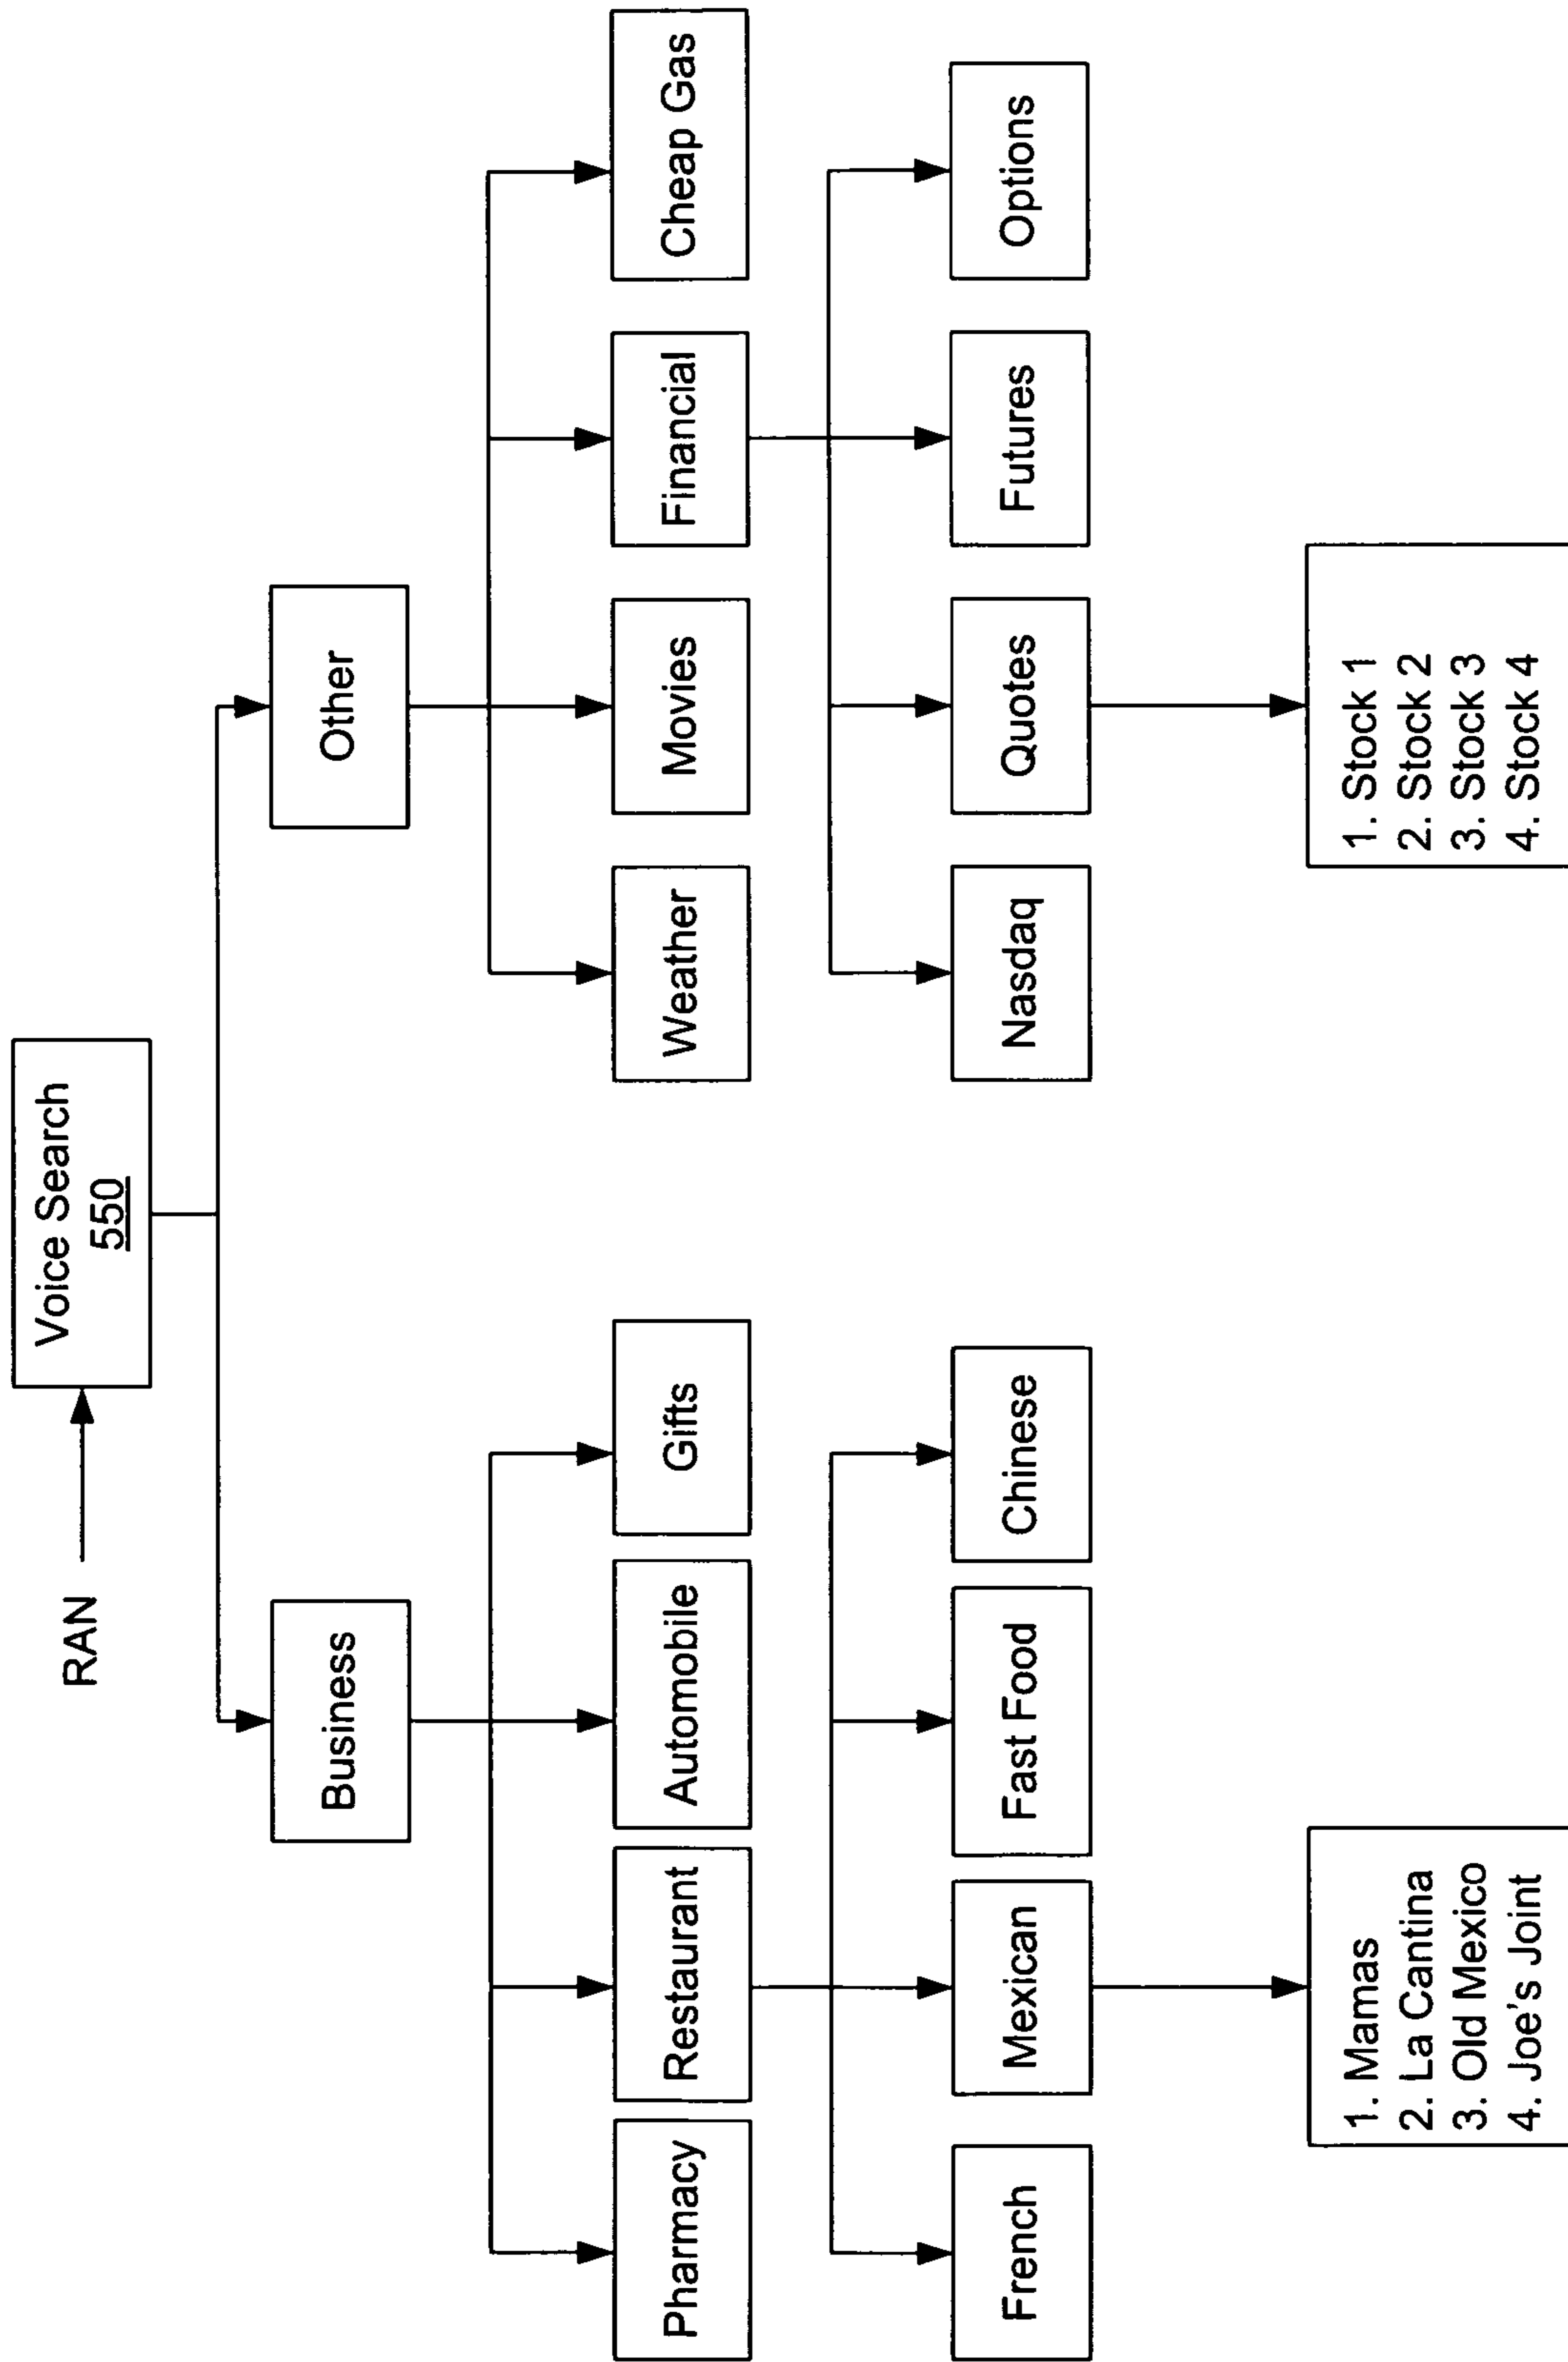 RAN
Voice Search
550
Business
Other
Pharmacy
Restaurant
Automobile
Gifts
Weather
Movies
Financial
Cheap Gas
French
Mexican
Fast Food
Chinese
Nasdaq
Quotes
Futures
Options
1. Mamas
2. La Cantina
3. Old Mexico
4. Joe's Joint
1. Stock 1
2. Stock 2
3. Stock 3
4. Stock 4